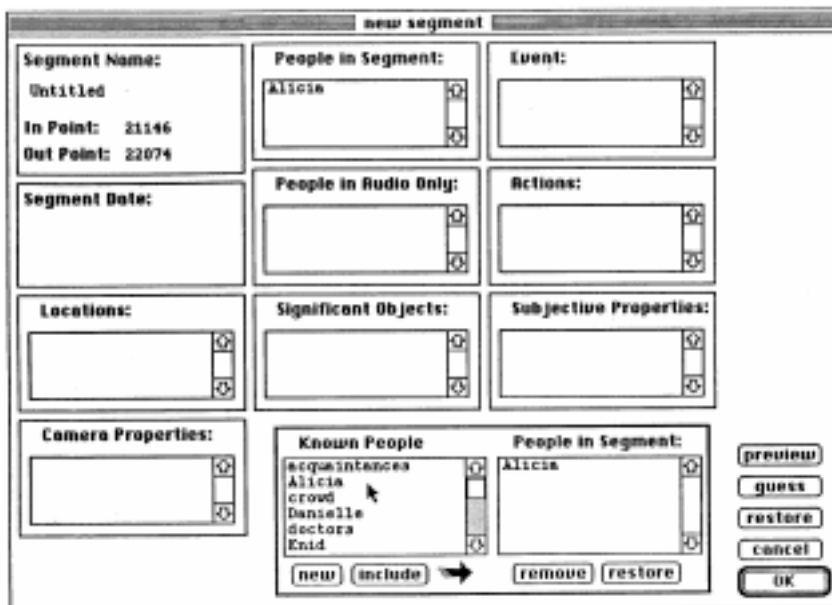 new segment
Segment Name:
Untitled
In Point: 21146
Out Point: 22074
People in Segment:
Alicia
Event:
Segment Date:
People in Audio Only:
Actions:
Locations:
Significant Objects:
Subjective Properties:
Camera Properties:
Known People
acquaintances
Alicia
crowd
Danielle
doctors
Enid
new include
People in Segment:
Alicia
remove restore
preview
guess
restore
cancel
OK